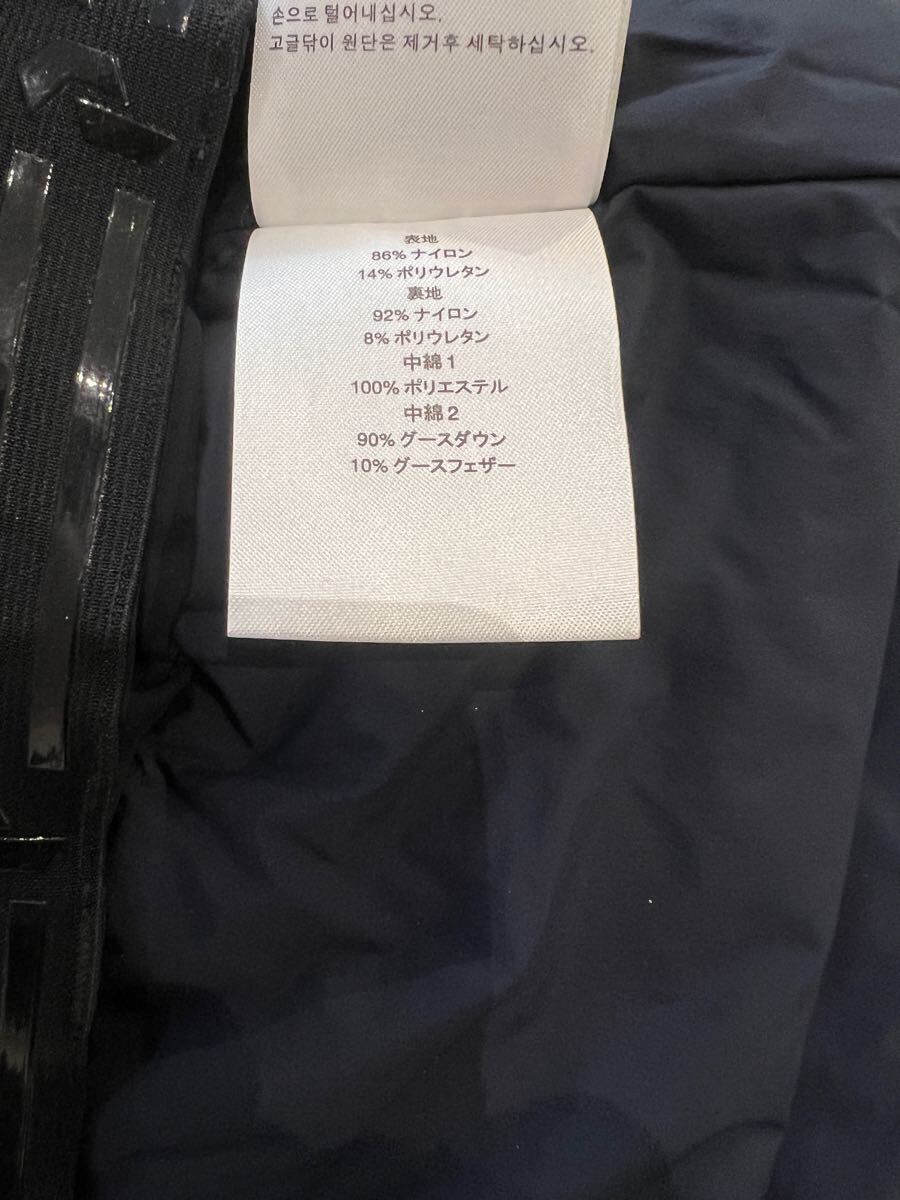 손으로 털어내십시오.
고글닦이 원단은 제거후 세탁하십시오.
表地
86% ナイロン
14% ポリウレタン
裏地
92% ナイロン
8% ポリウレタン
中綿 1
100% ポリエステル
中綿 2
90% グースダウン
10% グースフェザー